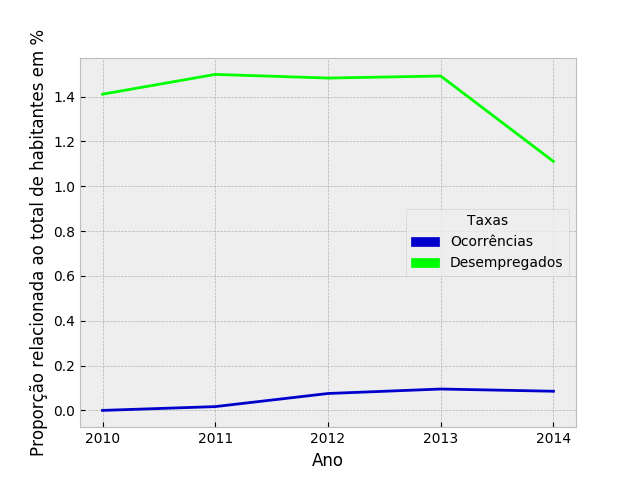 Proporção relacionada ao total de habitantes em %
1.4
1.2
1.0
0.8
0.6
0.4
0.2
0.0
Taxas
Ocorrências
Desempregados
2010 2011 2012 2013 2014
Ano